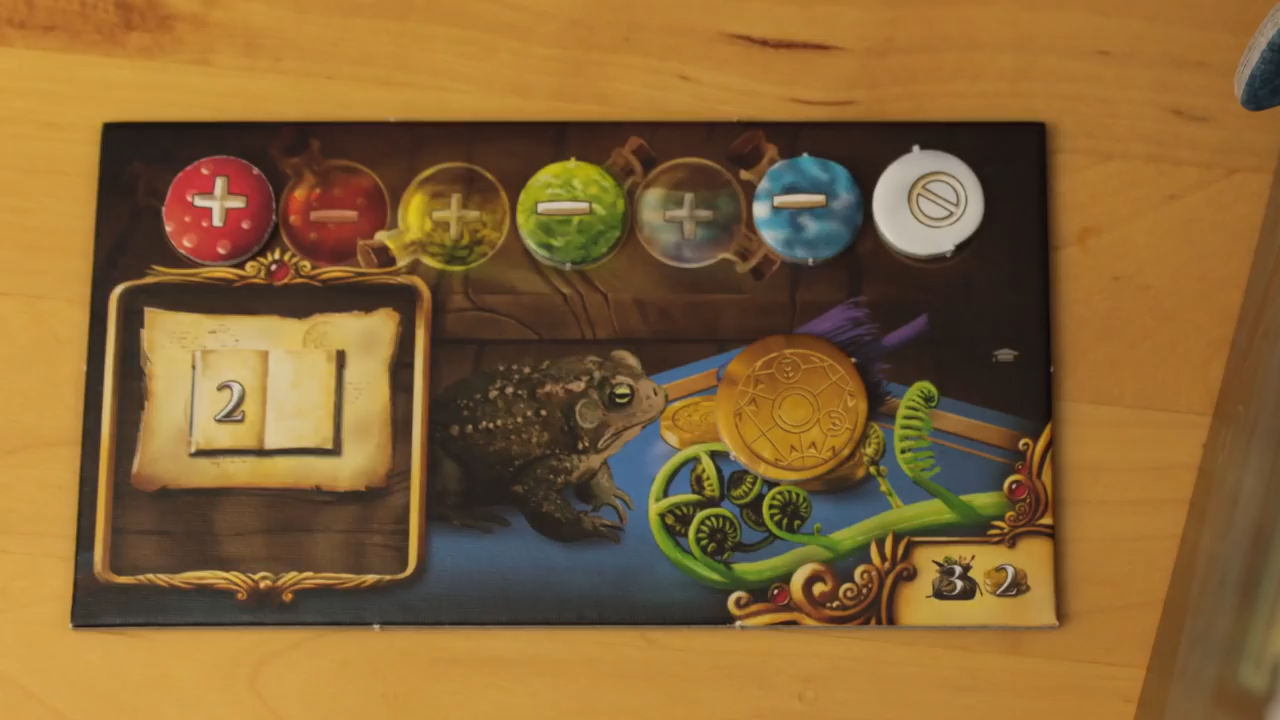 + − + − + −
2
3 2